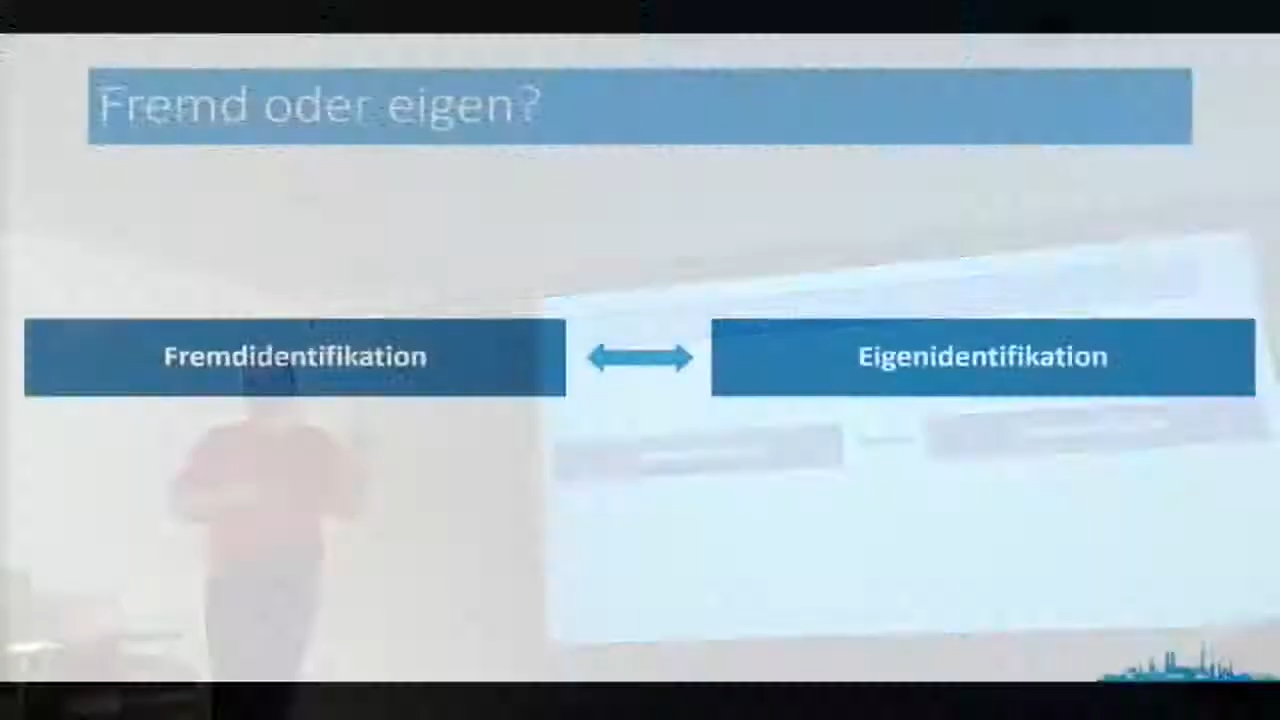 Fremd oder eigen?
Fremdidentifikation
Eigenidentifikation